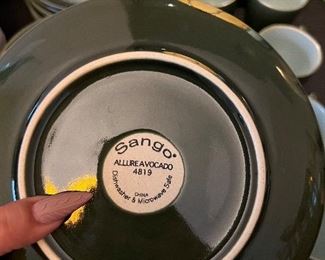 Sango®
ALLURE AVOCADO
4819
CHINA
Dishwasher & Microwave Safe